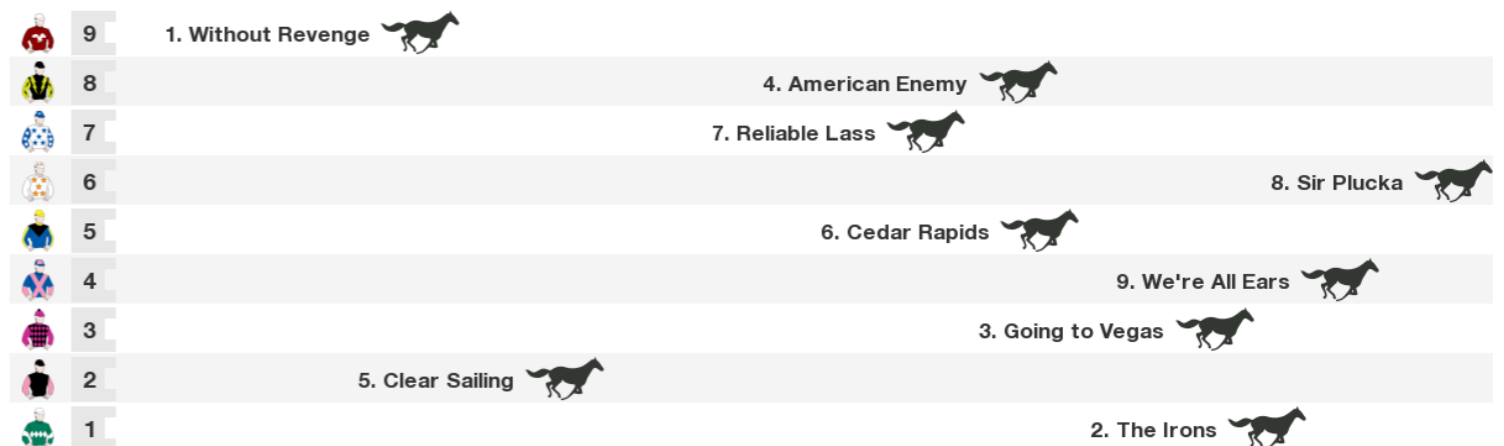 9 1. Without Revenge
8 4. American Enemy
7 7. Reliable Lass
6 8. Sir Plucka
5 6. Cedar Rapids
4 9. We're All Ears
3 3. Going to Vegas
2 5. Clear Sailing
1 2. The Irons